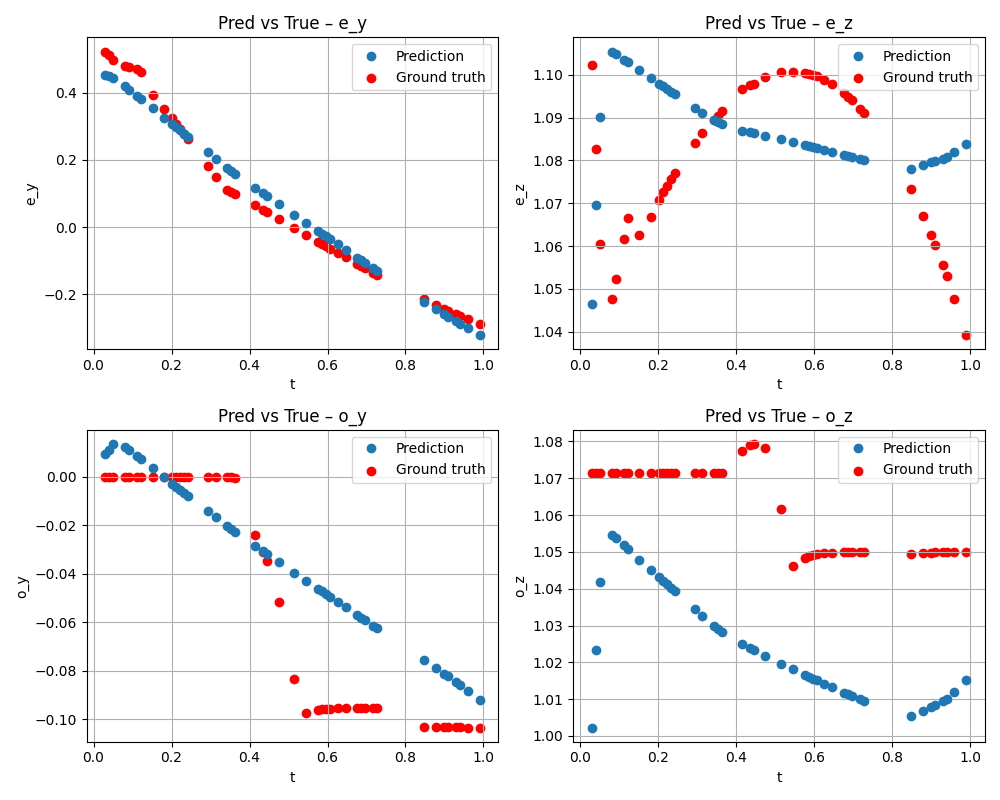 Pred vs True – e_y
Prediction
Ground truth
e_y
0.4
0.2
0.0
−0.2
0.0
0.2
0.4
0.6
0.8
1.0
t
Pred vs True – e_z
Prediction
Ground truth
e_z
1.10
1.09
1.08
1.07
1.06
1.05
1.04
0.0
0.2
0.4
0.6
0.8
1.0
t
Pred vs True – o_y
Prediction
Ground truth
o_y
0.00
−0.02
−0.04
−0.06
−0.08
−0.10
0.0
0.2
0.4
0.6
0.8
1.0
t
Pred vs True – o_z
Prediction
Ground truth
o_z
1.08
1.07
1.06
1.05
1.04
1.03
1.02
1.01
1.00
0.0
0.2
0.4
0.6
0.8
1.0
t